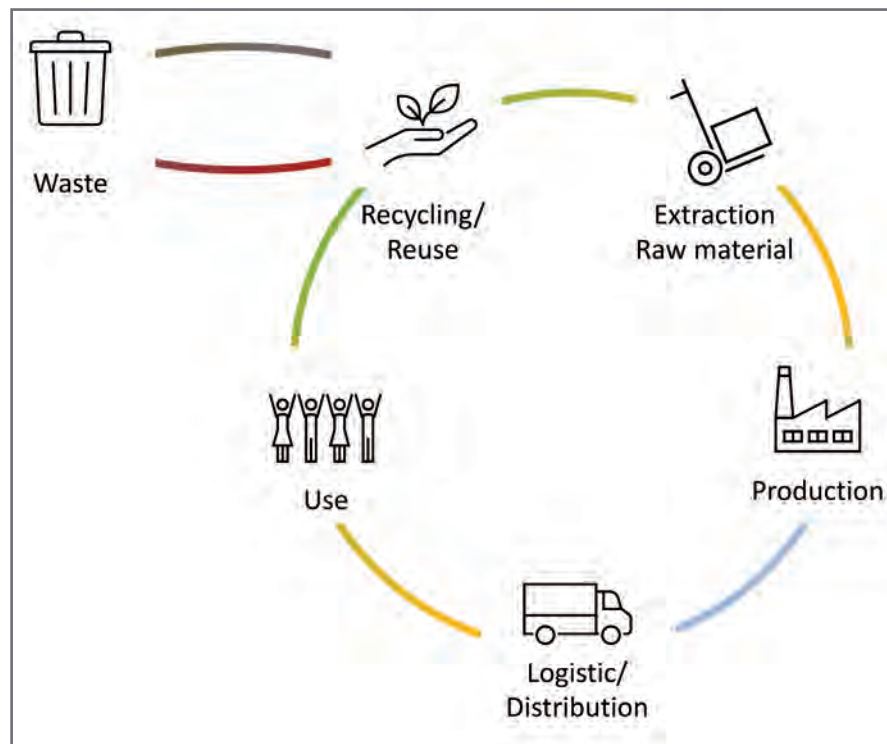 Waste
Recycling/
Reuse
Extraction
Raw material
Production
Use
Logistic/
Distribution